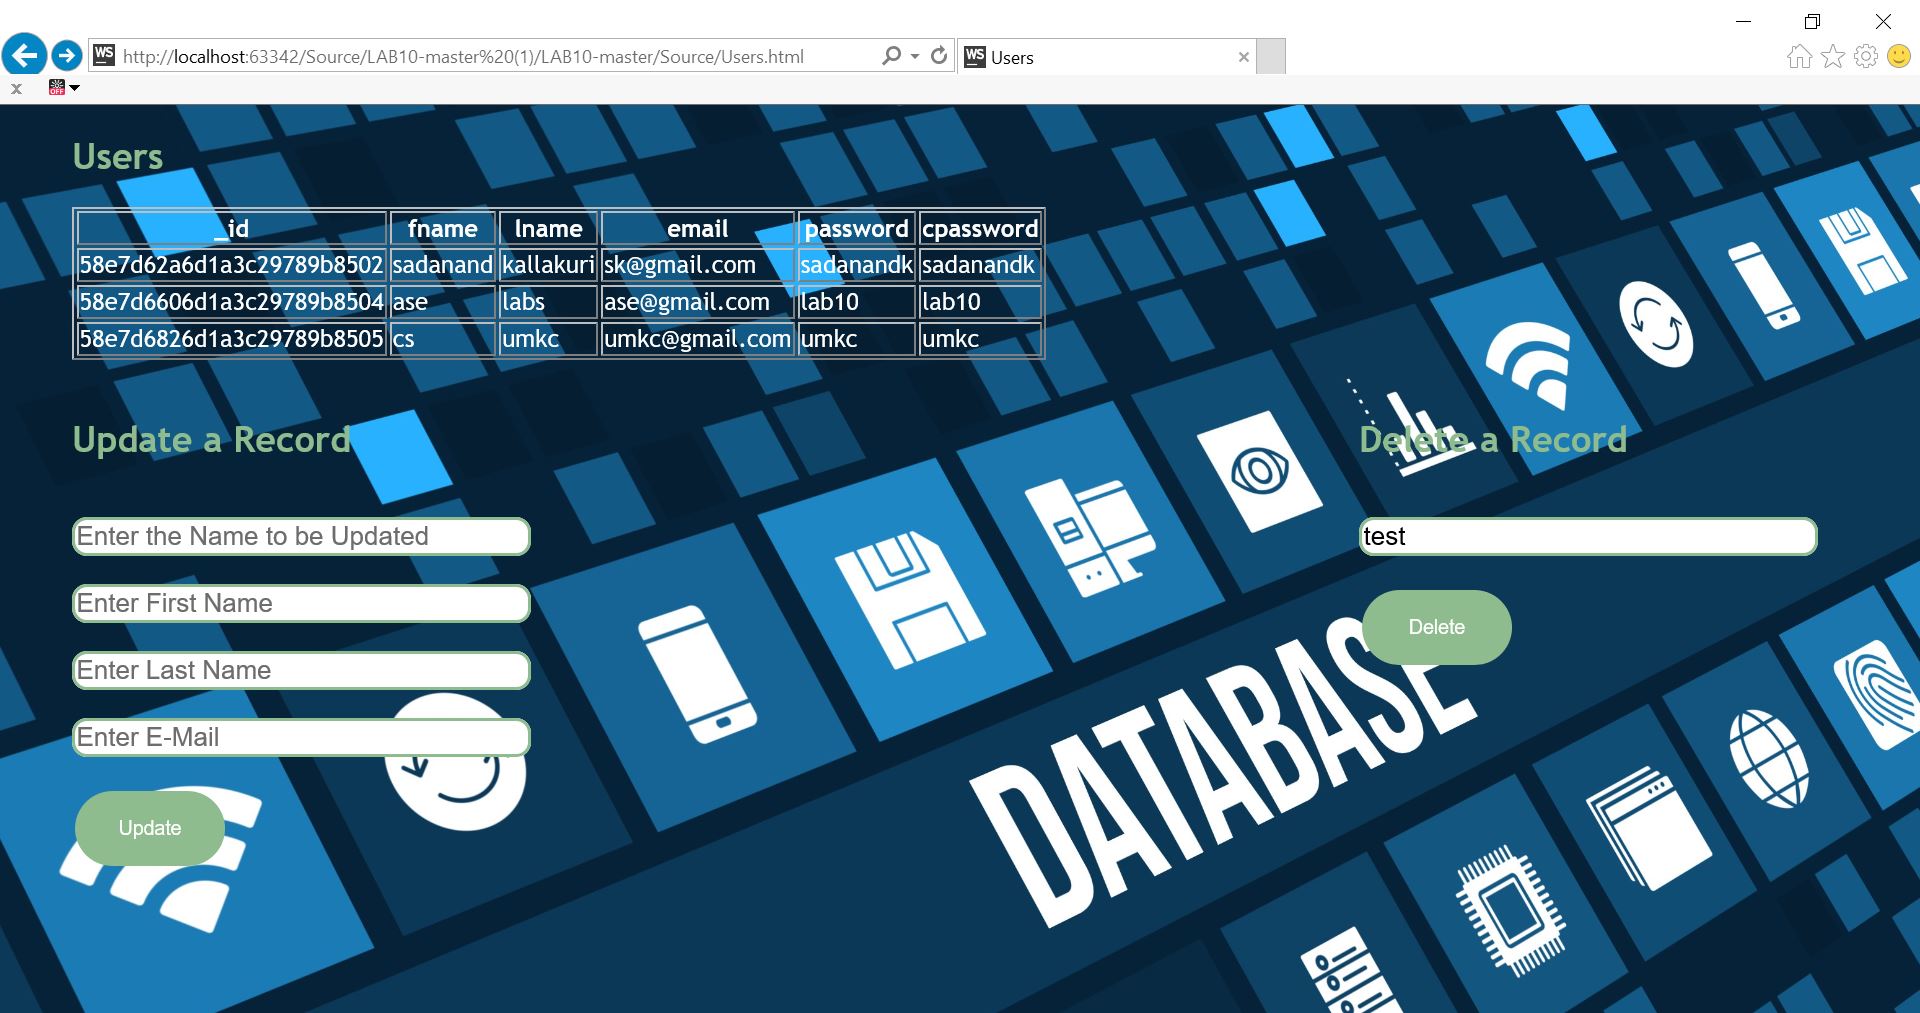 WS http://localhost:63342/Source/LAB10-master%20(1)/LAB10-master/Source/Users.html
WS Users
x OFF
Users
_id fname lname email password cpassword
58e7d62a6d1a3c29789b8502 sadanand kallakuri sk@gmail.com sadanandk sadanandk
58e7d6606d1a3c29789b8504 ase labs ase@gmail.com lab10 lab10
58e7d6826d1a3c29789b8505 cs umkc umkc@gmail.com umkc umkc
Update a Record
Delete a Record
Enter the Name to be Updated
test
Enter First Name
Delete
Enter Last Name
Enter E-Mail
Update
DATABASE